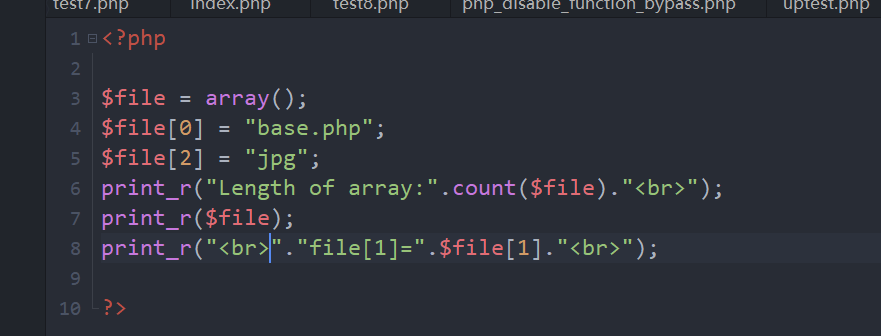 test7.php index.php test8.php php_disable_function_bypass.php uptest.php
1 <?php
2
3 $file = array();
4 $file[0] = "base.php";
5 $file[2] = "jpg";
6 print_r("Length of array:".count($file)."<br>");
7 print_r($file);
8 print_r("<br>"."file[1]=".$file[1]."<br>");
9
10 ?>